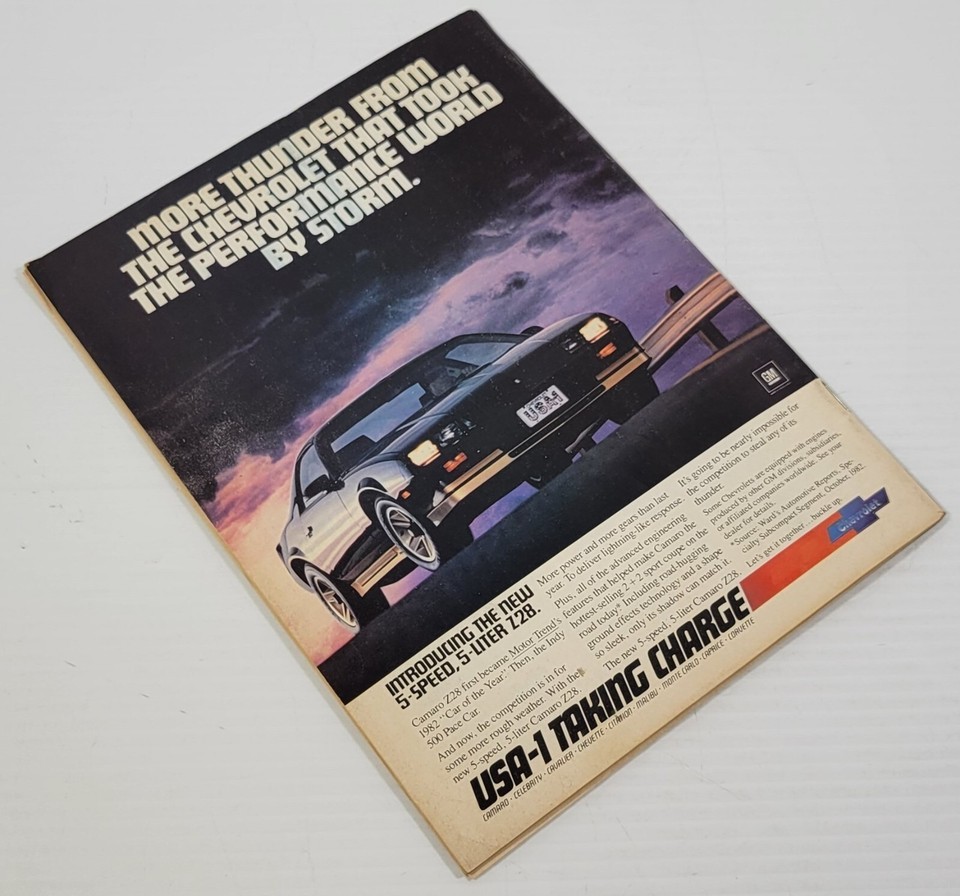 MORE THUNDER FROM
THE CHEVROLET THAT TOOK
THE PERFORMANCE WORLD
BY STORM.
USA-1
GM
INTRODUCING THE NEW
5-SPEED, 5-LITER Z28.
Camaro Z28 first became Motor Trend's
1982 "Car of the Year." Then, the Indy
500 Pace Car.
And now, the competition is in for
some more rough weather. With the
new 5-speed, 5-liter Camaro Z28.
More power and more gears than last
year. To deliver lightning-like response.
Plus, all of the advanced engineering
features that helped make Camaro the
hottest-selling 2+2 sport coupe on the
road today.* Including road-hugging
ground effects technology and a shape
so sleek, only its shadow can match it.
The new 5-speed, 5-liter Camaro Z28.
It's going to be nearly impossible for
the competition to steal any of its
thunder.
Some Chevrolets are equipped with engines
produced by other GM divisions, subsidiaries,
or affiliated companies worldwide. See your
dealer for details.
*Source: Ward's Automotive Reports, Spe-
cialty Subcompact Segment, October, 1982.
Let's get it together...buckle up.
Chevrolet
USA-1 TAKING CHARGE
CAMARO • CELEBRITY • CAVALIER • CHEVETTE • CITATION • MALIBU • MONTE CARLO • CAPRICE • CORVETTE